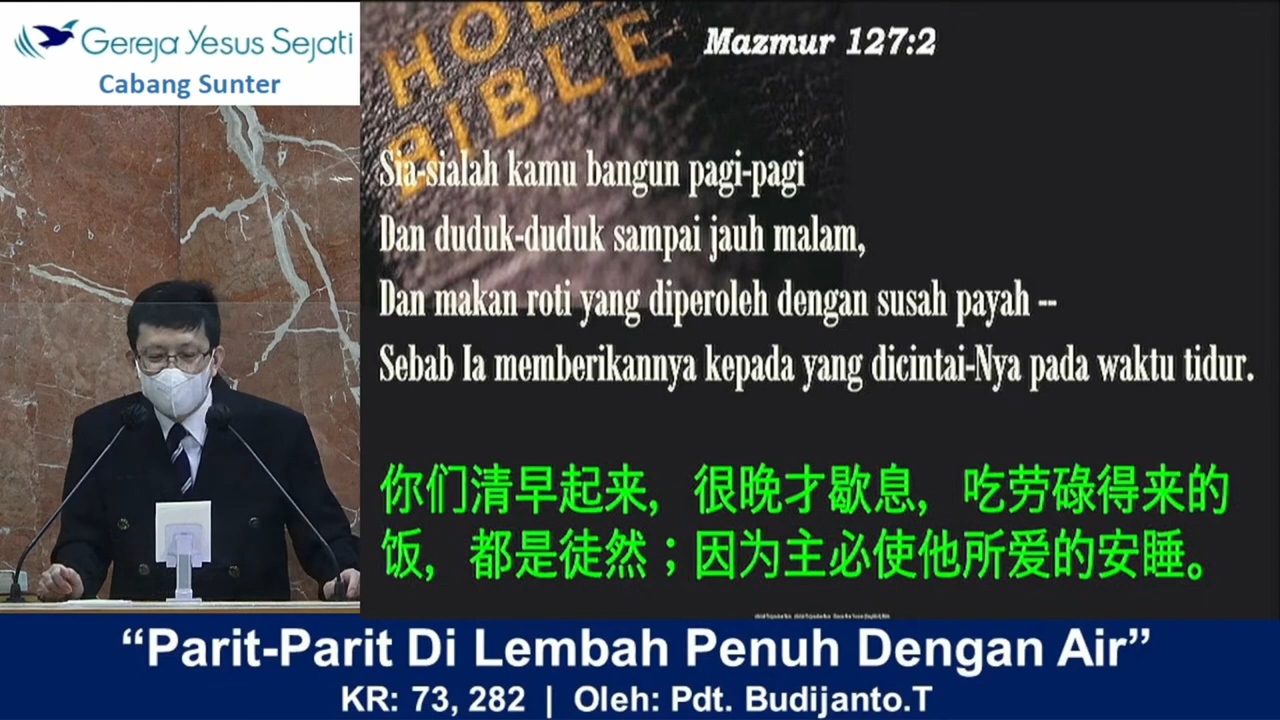 Gereja Yesus Sejati
Cabang Sunter
HOLY
BIBLE
Mazmur 127:2
Sia-sialah kamu bangun pagi-pagi
Dan duduk-duduk sampai jauh malam,
Dan makan roti yang diperoleh dengan susah payah --
Sebab Ia memberikannya kepada yang dicintai-Nya pada waktu tidur.
你们清早起来，很晚才歇息，吃劳碌得来的
饭，都是徒然；因为主必使他所爱的安睡。
“Parit-Parit Di Lembah Penuh Dengan Air”
KR: 73, 282 | Oleh: Pdt. Budijanto.T